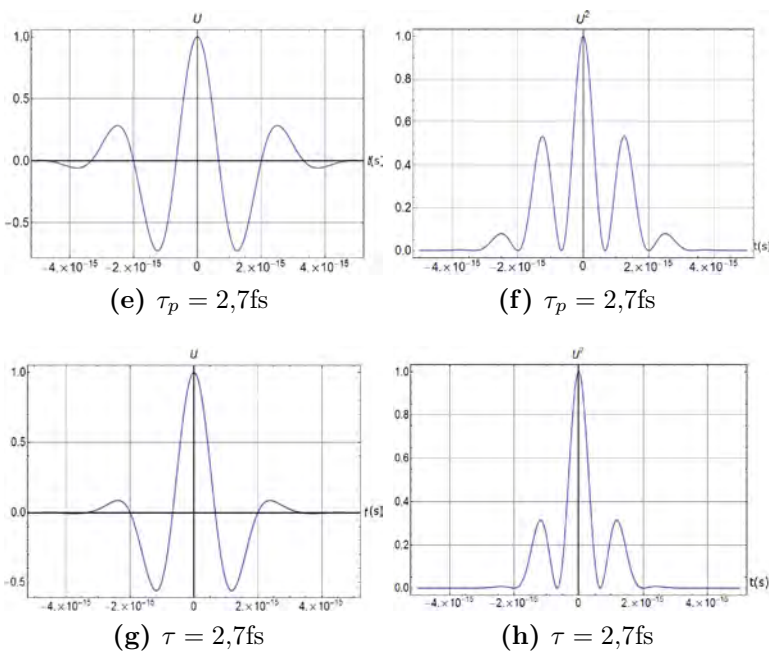 U
1.0
0.5
0.0
-0.5
t(s)
-4.×10⁻¹⁵ -2.×10⁻¹⁵ 0 2.×10⁻¹⁵ 4.×10⁻¹⁵
(e) τₚ = 2,7fs
U²
1.0
0.8
0.6
0.4
0.2
0.0
t(s)
-4.×10⁻¹⁵ -2.×10⁻¹⁵ 0 2.×10⁻¹⁵ 4.×10⁻¹⁵
(f) τₚ = 2,7fs
U
1.0
0.5
0.0
-0.5
t(s)
-4.×10⁻¹⁵ -2.×10⁻¹⁵ 0 2.×10⁻¹⁵ 4.×10⁻¹⁵
(g) τ = 2,7fs
U²
1.0
0.8
0.6
0.4
0.2
0.0
t(s)
-4.×10⁻¹⁵ -2.×10⁻¹⁵ 0 2.×10⁻¹⁵ 4.×10⁻¹⁵
(h) τ = 2,7fs